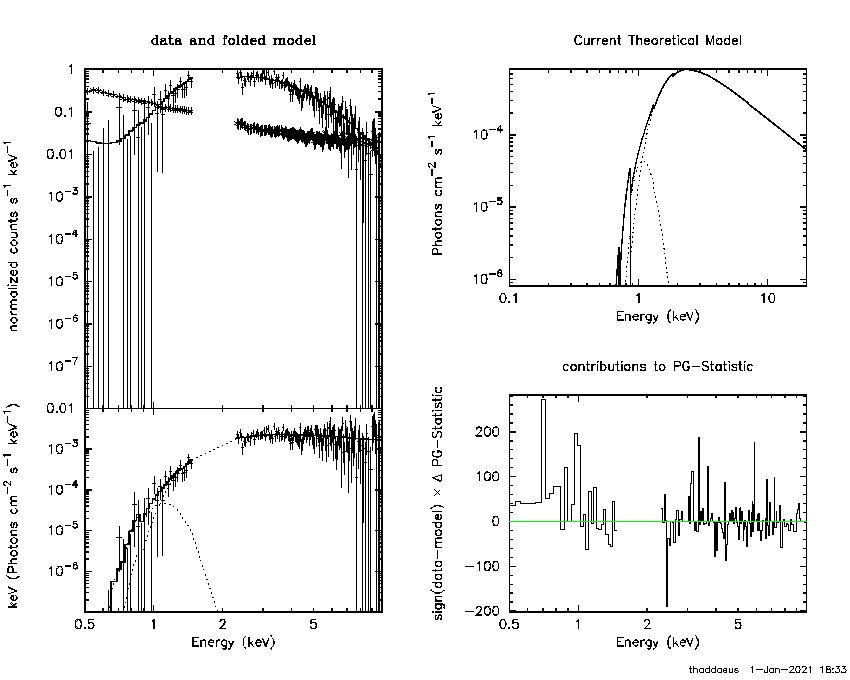 data and folded model
normalized counts s⁻¹ keV⁻¹
1
0.1
0.01
10⁻³
10⁻⁴
10⁻⁵
10⁻⁶
10⁻⁷
keV (Photons cm⁻² s⁻¹ keV⁻¹)
0.01
10⁻³
10⁻⁴
10⁻⁵
10⁻⁶
0.5
1
2
5
Energy (keV)
Current Theoretical Model
Photons cm⁻² s⁻¹ keV⁻¹
10⁻⁴
10⁻⁵
10⁻⁶
0.1
1
10
Energy (keV)
contributions to PG-Statistic
sign(data-model) × Δ PG-Statistic
200
100
0
-100
-200
0.5
1
2
5
Energy (keV)
thaddaeus 1-Jan-2021 18:33